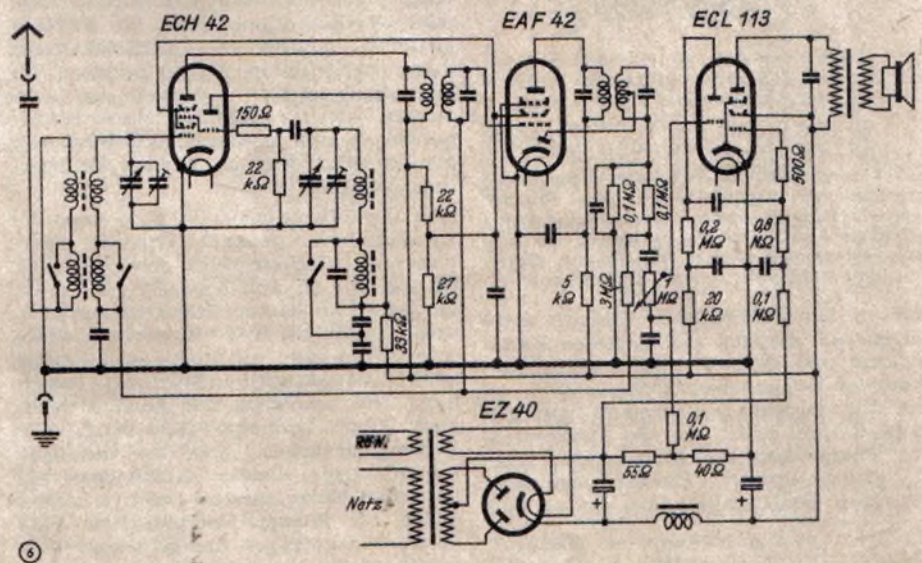 ECH 42
EAF 42
ECL 113
150Ω
22
kΩ
22
kΩ
27
kΩ
33kΩ
5
kΩ
0,1MΩ
0,1MΩ
3MΩ
1
MΩ
500Ω
0,2
MΩ
0,8
MΩ
20
kΩ
0,1
MΩ
EZ 40
0,1
MΩ
55Ω
40Ω
+
+
Netz
6